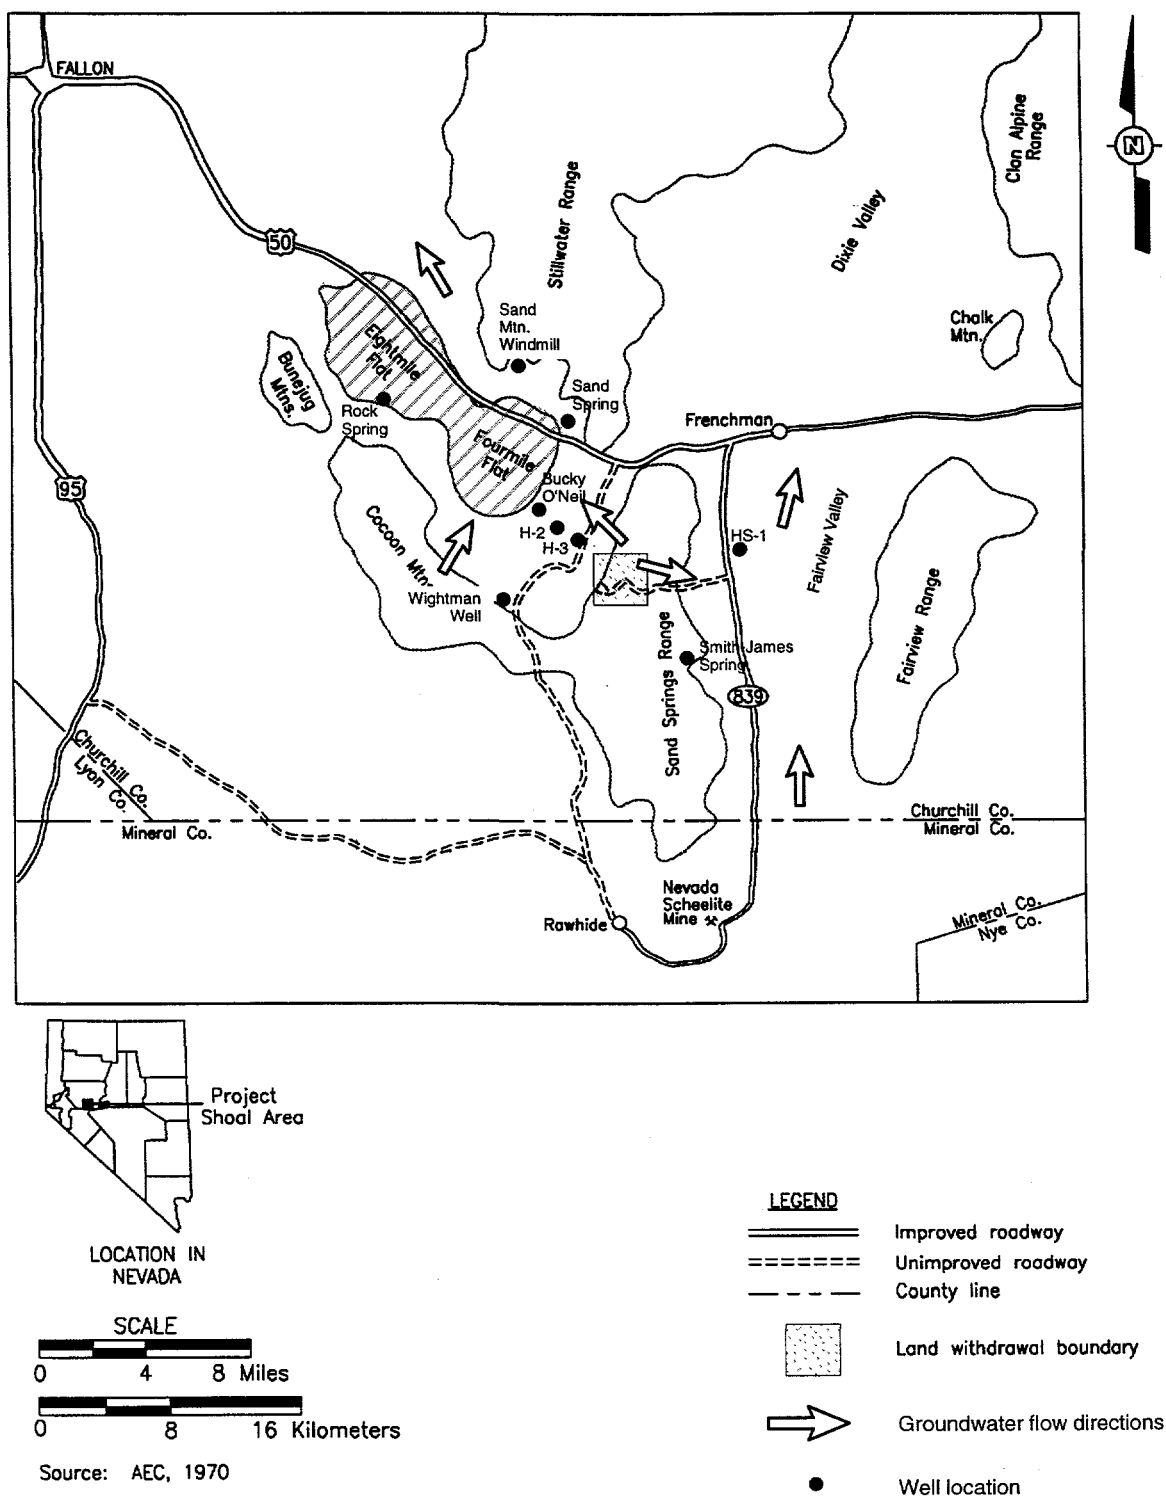 FALLON
Clan Alpine
Range
N
Stillwater Range
Dixie Valley
50
Sand
Mtn.
Windmill
Chalk
Mtn.
Eightmile
Flat
Bunejug
Mtns.
Rock
Spring
Sand
Spring
Frenchman
Fourmile
Flat
95
Bucky
O'Neil
H-2
H-3
HS-1
Cocoon Mtn.
Fairview Valley
Wightman
Well
Fairview Range
Smith-James
Spring
Sand Springs Range
839
Churchill Co.
Lyon Co.
Mineral Co.
Churchill Co.
Mineral Co.
Nevada
Scheelite
Mine
Rawhide
Mineral Co.
Nye Co.
Project
Shoal Area
LOCATION IN
NEVADA
SCALE
0 4 8 Miles
0 8 16 Kilometers
Source: AEC, 1970
LEGEND
Improved roadway
Unimproved roadway
County line
Land withdrawal boundary
Groundwater flow directions
Well location